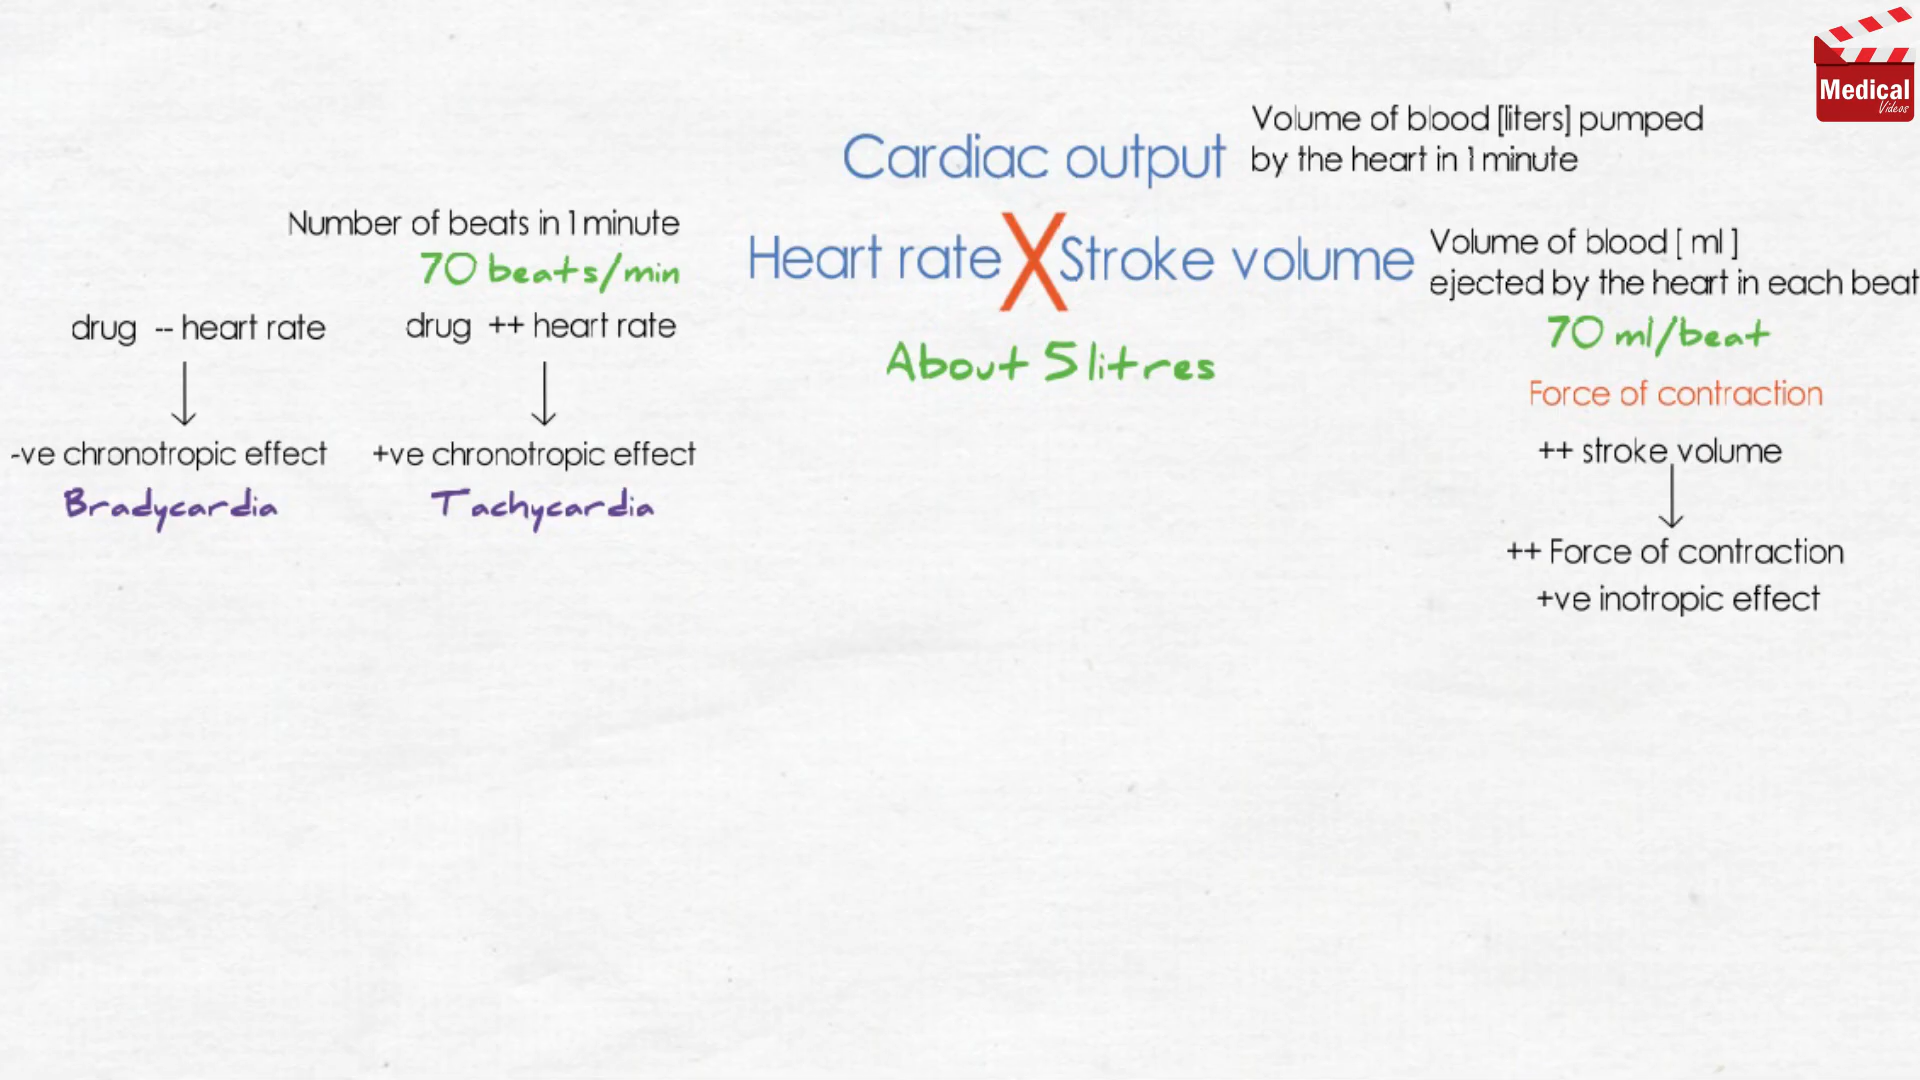 Medical
Videos
Cardiac output
Volume of blood [liters] pumped
by the heart in 1 minute
Heart rate X Stroke volume
About 5 litres
Number of beats in 1 minute
70 beats/min
drug -- heart rate
-ve chronotropic effect
Bradycardia
drug ++ heart rate
+ve chronotropic effect
Tachycardia
Volume of blood [ ml ]
ejected by the heart in each beat
70 ml/beat
Force of contraction
++ stroke volume
++ Force of contraction
+ve inotropic effect